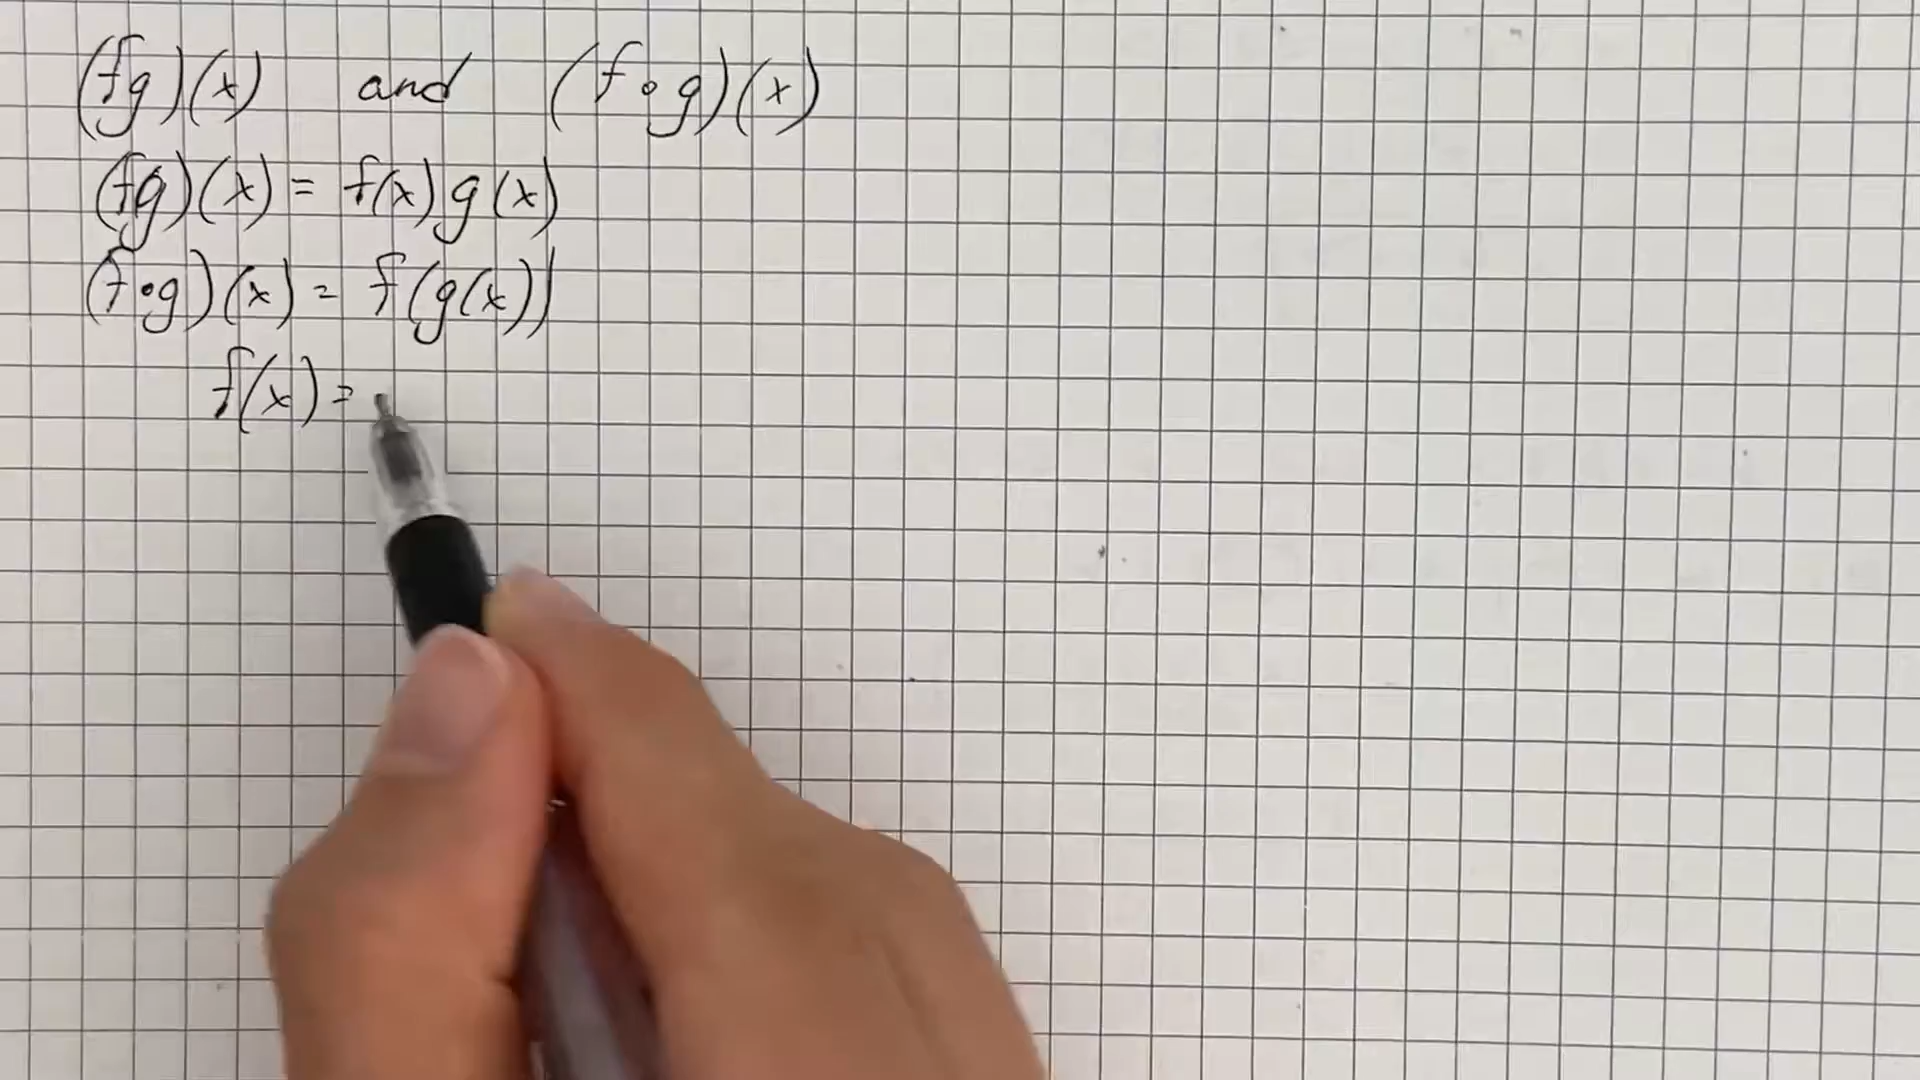 (fg)(x) and (f∘g)(x)
(fg)(x) = f(x)g(x)
(f∘g)(x) = f(g(x))
f(x) =